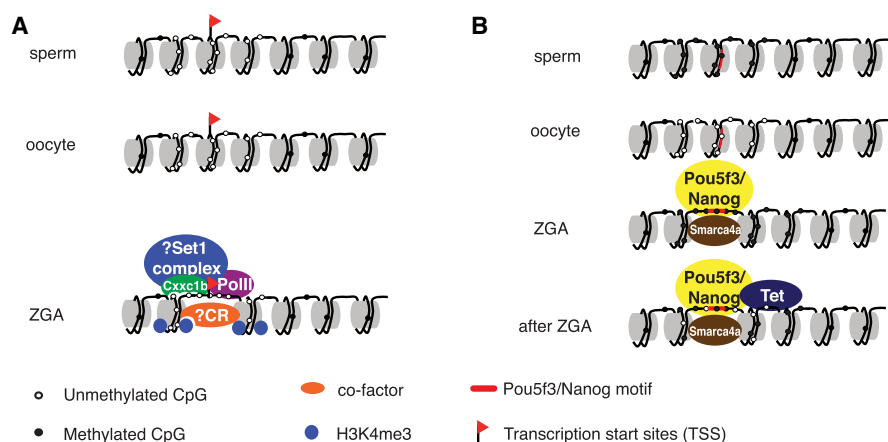 A
sperm
oocyte
?Set1
complex
Cxxc1b
PolII
ZGA
?CR
B
sperm
oocyte
Pou5f3/
Nanog
ZGA
Smarca4a
Pou5f3/
Nanog
Tet
after ZGA
Smarca4a
Unmethylated CpG
co-factor
Pou5f3/Nanog motif
Methylated CpG
H3K4me3
Transcription start sites (TSS)